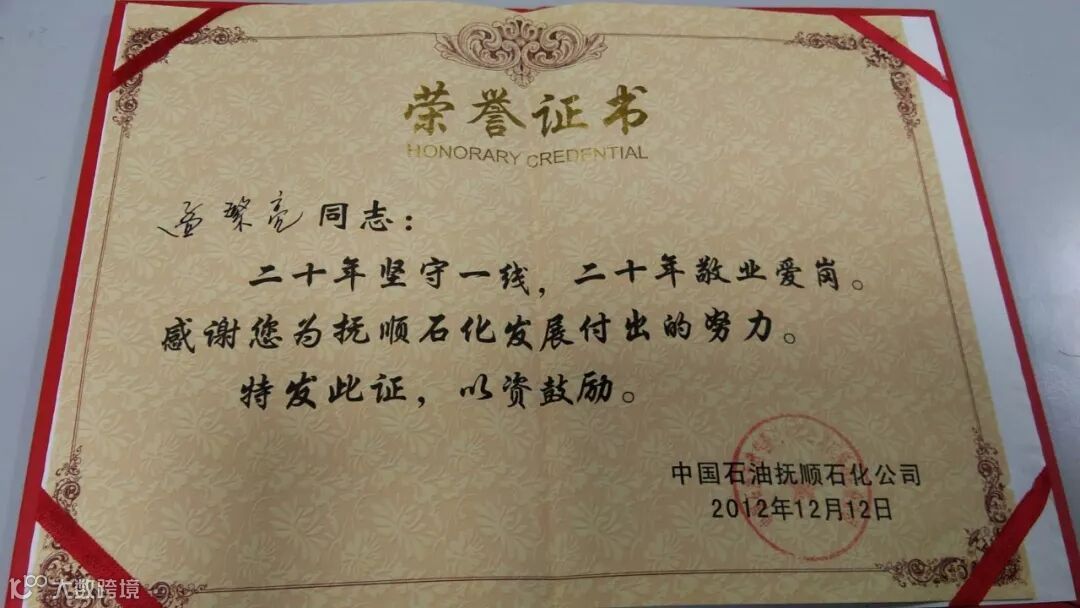 荣誉证书
HONORARY CREDENTIAL
孟繁亮同志：
二十年坚守一线，二十年敬业爱岗。
感谢您为抚顺石化发展付出的努力。
特发此证，以资鼓励。
中国石油抚顺石化公司
2012年12月12日
大数跨境